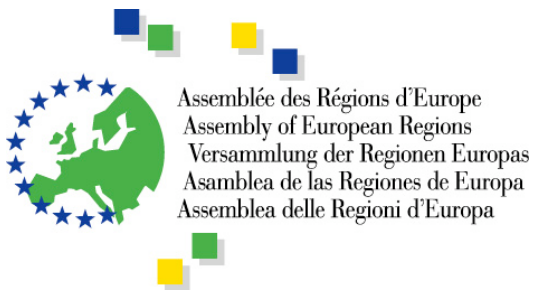 Assemblée des Régions d'Europe
Assembly of European Regions
Versammlung der Regionen Europas
Asamblea de las Regiones de Europa
Assemblea delle Regioni d'Europa